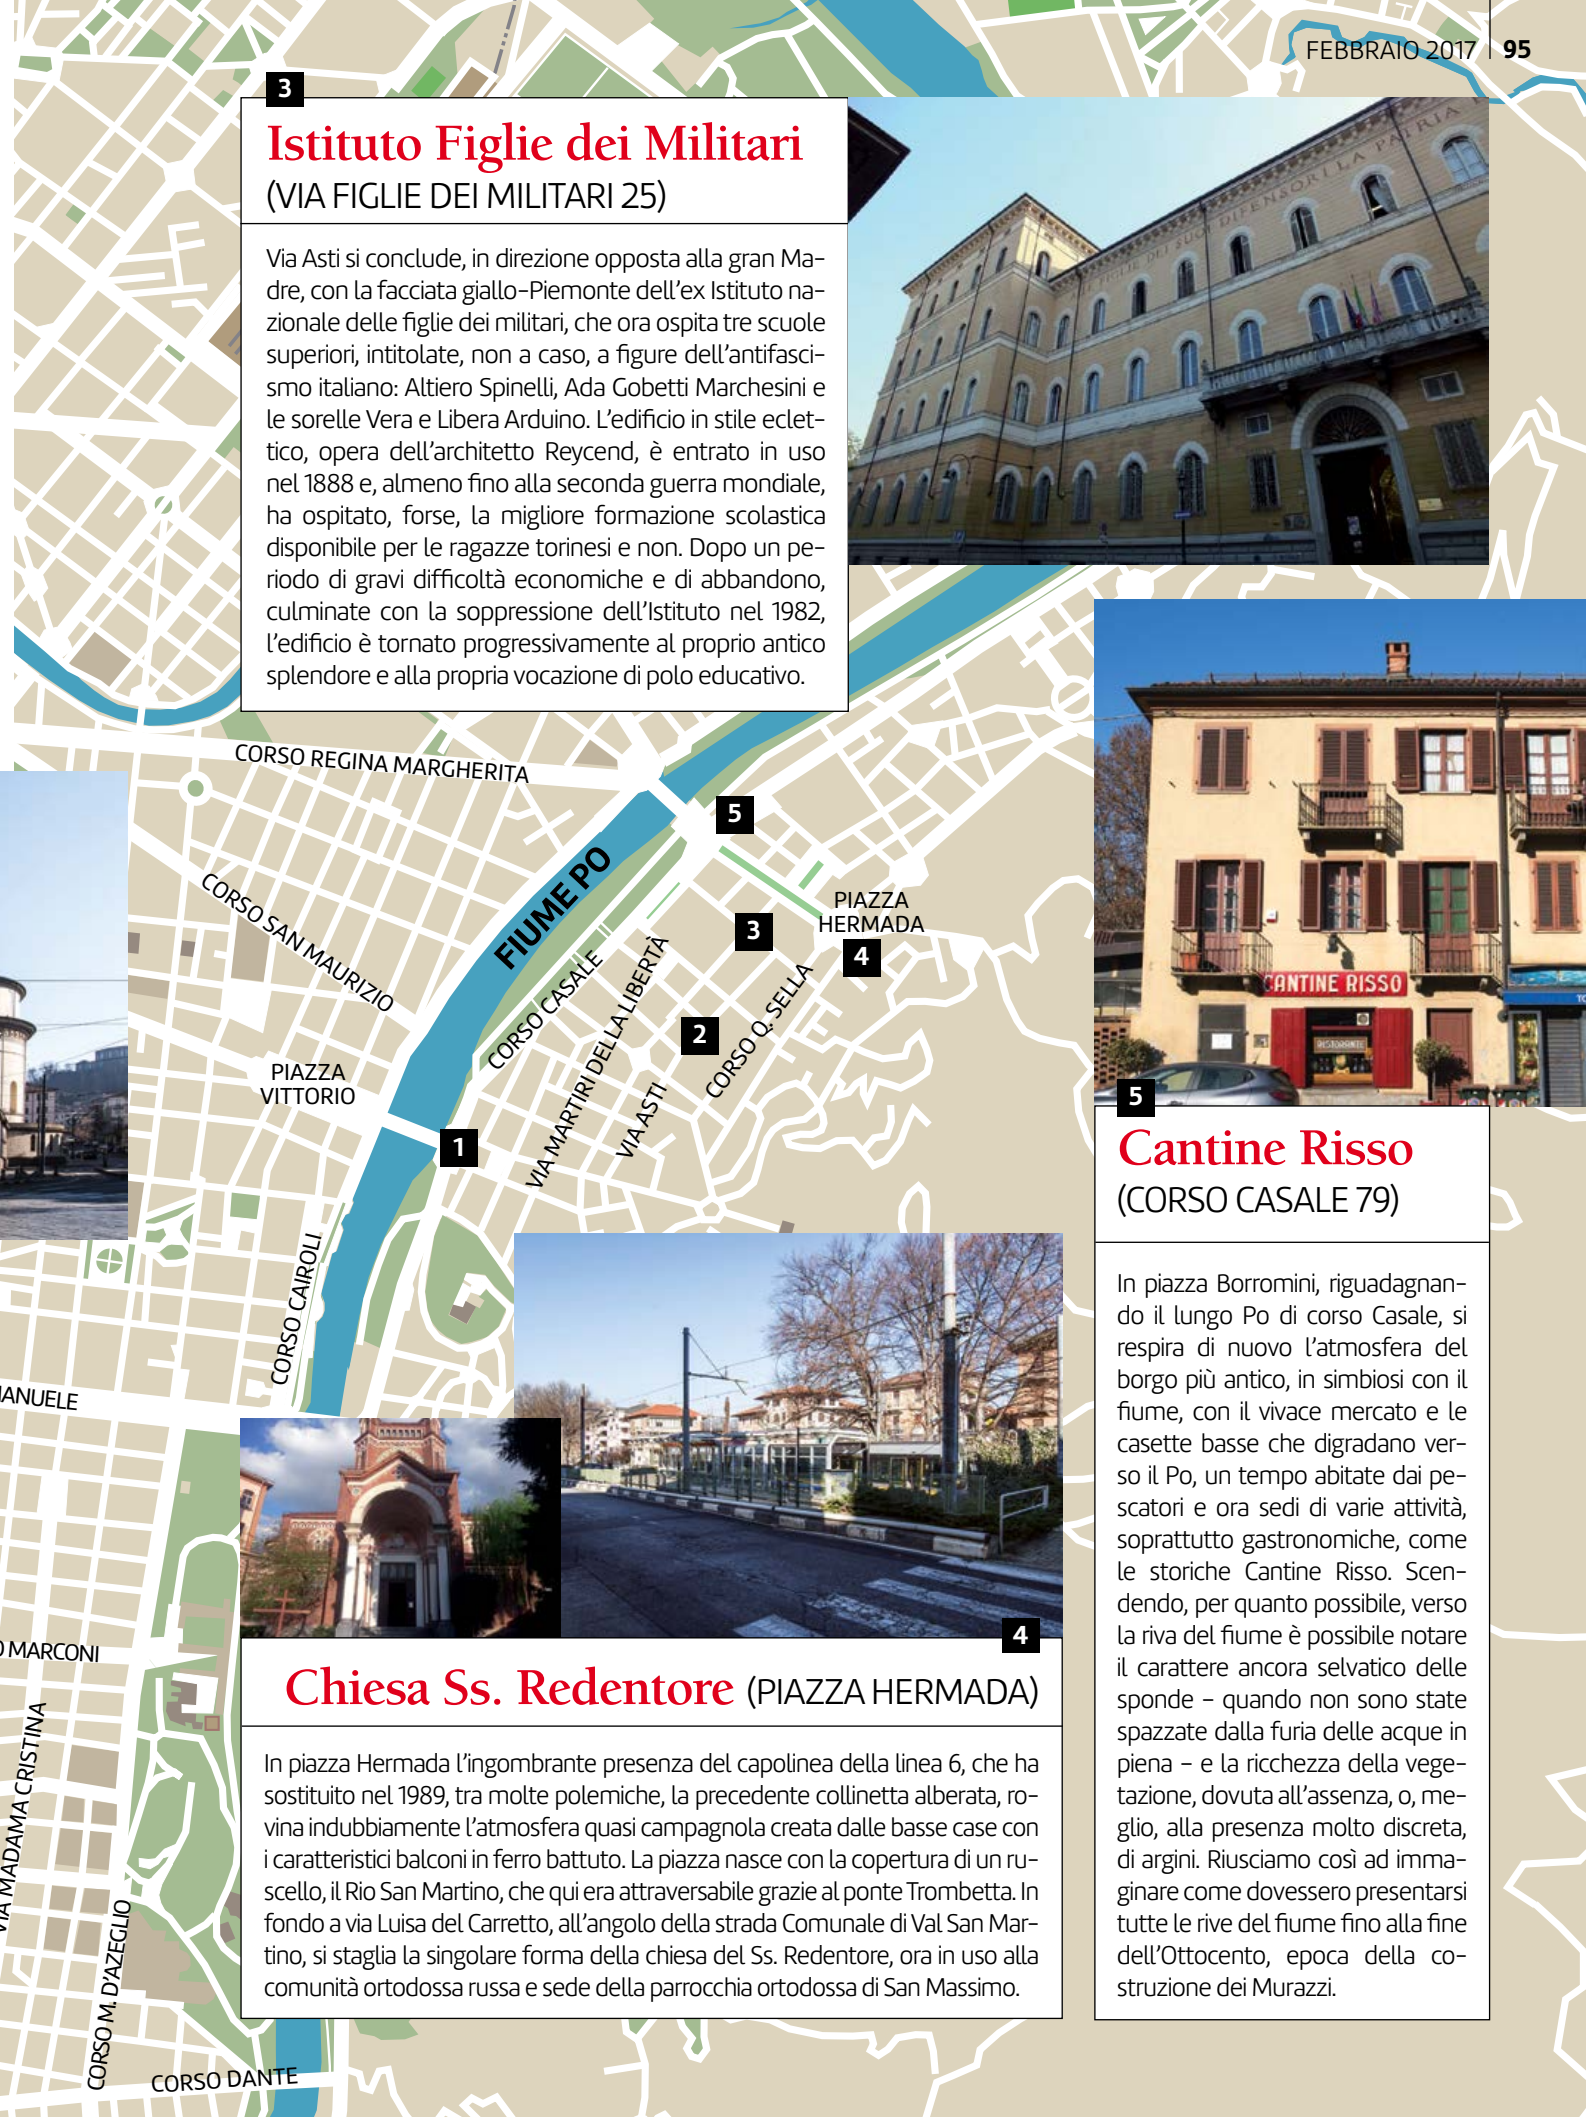 FEBBRAIO 2017 95
3
Istituto Figlie dei Militari
(VIA FIGLIE DEI MILITARI 25)
Via Asti si conclude, in direzione opposta alla gran Ma-
dre, con la facciata giallo-Piemonte dell'ex Istituto na-
zionale delle figlie dei militari, che ora ospita tre scuole
superiori, intitolate, non a caso, a figure dell'antifasci-
smo italiano: Altiero Spinelli, Ada Gobetti Marchesini e
le sorelle Vera e Libera Arduino. L'edificio in stile eclet-
tico, opera dell'architetto Reycend, è entrato in uso
nel 1888 e, almeno fino alla seconda guerra mondiale,
ha ospitato, forse, la migliore formazione scolastica
disponibile per le ragazze torinesi e non. Dopo un pe-
riodo di gravi difficoltà economiche e di abbandono,
culminate con la soppressione dell'Istituto nel 1982,
l'edificio è tornato progressivamente al proprio antico
splendore e alla propria vocazione di polo educativo.
FIGLIE DEI SUOI DIFENSORI LA PATRIA
CORSO REGINA MARGHERITA
5
FIUME PO
CORSO SAN MAURIZIO
PIAZZA
HERMADA
3
4
CORSO CASALE
VIA MARTIRI DELLA LIBERTÀ
2
CORSO Q. SELLA
VIA ASTI
PIAZZA
VITTORIO
1
CORSO CAIROLI
ANUELE
O MARCONI
VIA MADAMA CRISTINA
CORSO M. D'AZEGLIO
CORSO DANTE
4
Chiesa Ss. Redentore (PIAZZA HERMADA)
In piazza Hermada l'ingombrante presenza del capolinea della linea 6, che ha
sostituito nel 1989, tra molte polemiche, la precedente collinetta alberata, ro-
vina indubbiamente l'atmosfera quasi campagnola creata dalle basse case con
i caratteristici balconi in ferro battuto. La piazza nasce con la copertura di un ru-
scello, il Rio San Martino, che qui era attraversabile grazie al ponte Trombetta. In
fondo a via Luisa del Carretto, all'angolo della strada Comunale di Val San Mar-
tino, si staglia la singolare forma della chiesa del Ss. Redentore, ora in uso alla
comunità ortodossa russa e sede della parrocchia ortodossa di San Massimo.
CANTINE RISSO
RISTORANTE
5
Cantine Risso
(CORSO CASALE 79)
In piazza Borromini, riguadagnan-
do il lungo Po di corso Casale, si
respira di nuovo l'atmosfera del
borgo più antico, in simbiosi con il
fiume, con il vivace mercato e le
casette basse che digradano ver-
so il Po, un tempo abitate dai pe-
scatori e ora sedi di varie attività,
soprattutto gastronomiche, come
le storiche Cantine Risso. Scen-
dendo, per quanto possibile, verso
la riva del fiume è possibile notare
il carattere ancora selvatico delle
sponde – quando non sono state
spazzate dalla furia delle acque in
piena – e la ricchezza della vege-
tazione, dovuta all'assenza, o, me-
glio, alla presenza molto discreta,
di argini. Riusciamo così ad imma-
ginare come dovessero presentarsi
tutte le rive del fiume fino alla fine
dell'Ottocento, epoca della co-
struzione dei Murazzi.